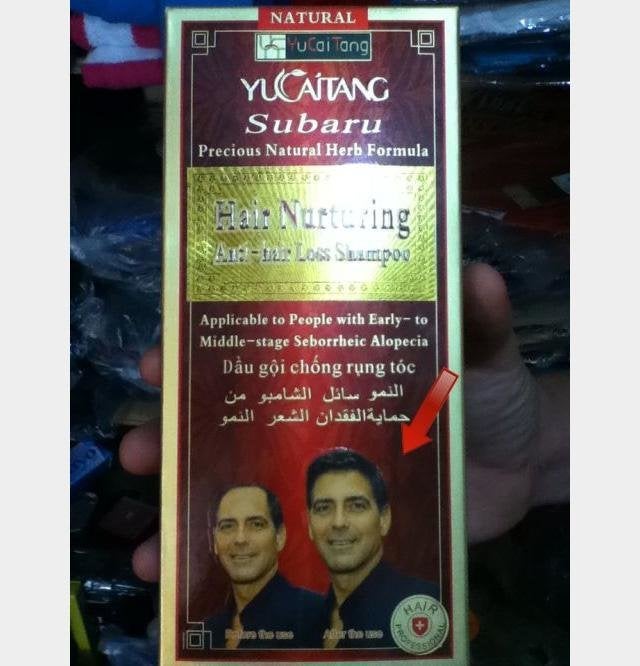 NATURAL
YuCaiTang
YUCAITANG
Subaru
Precious Natural Herb Formula
Hair Nurturing
Anti-hair Loss Shampoo
Applicable to People with Early- to
Middle-stage Seborrheic Alopecia
Dầu gội chống rụng tóc
النمو سائل الشامبو من
حمايةالفقدان الشعر النمو
Before the use
After the use
HAIR
PROFESSIONAL